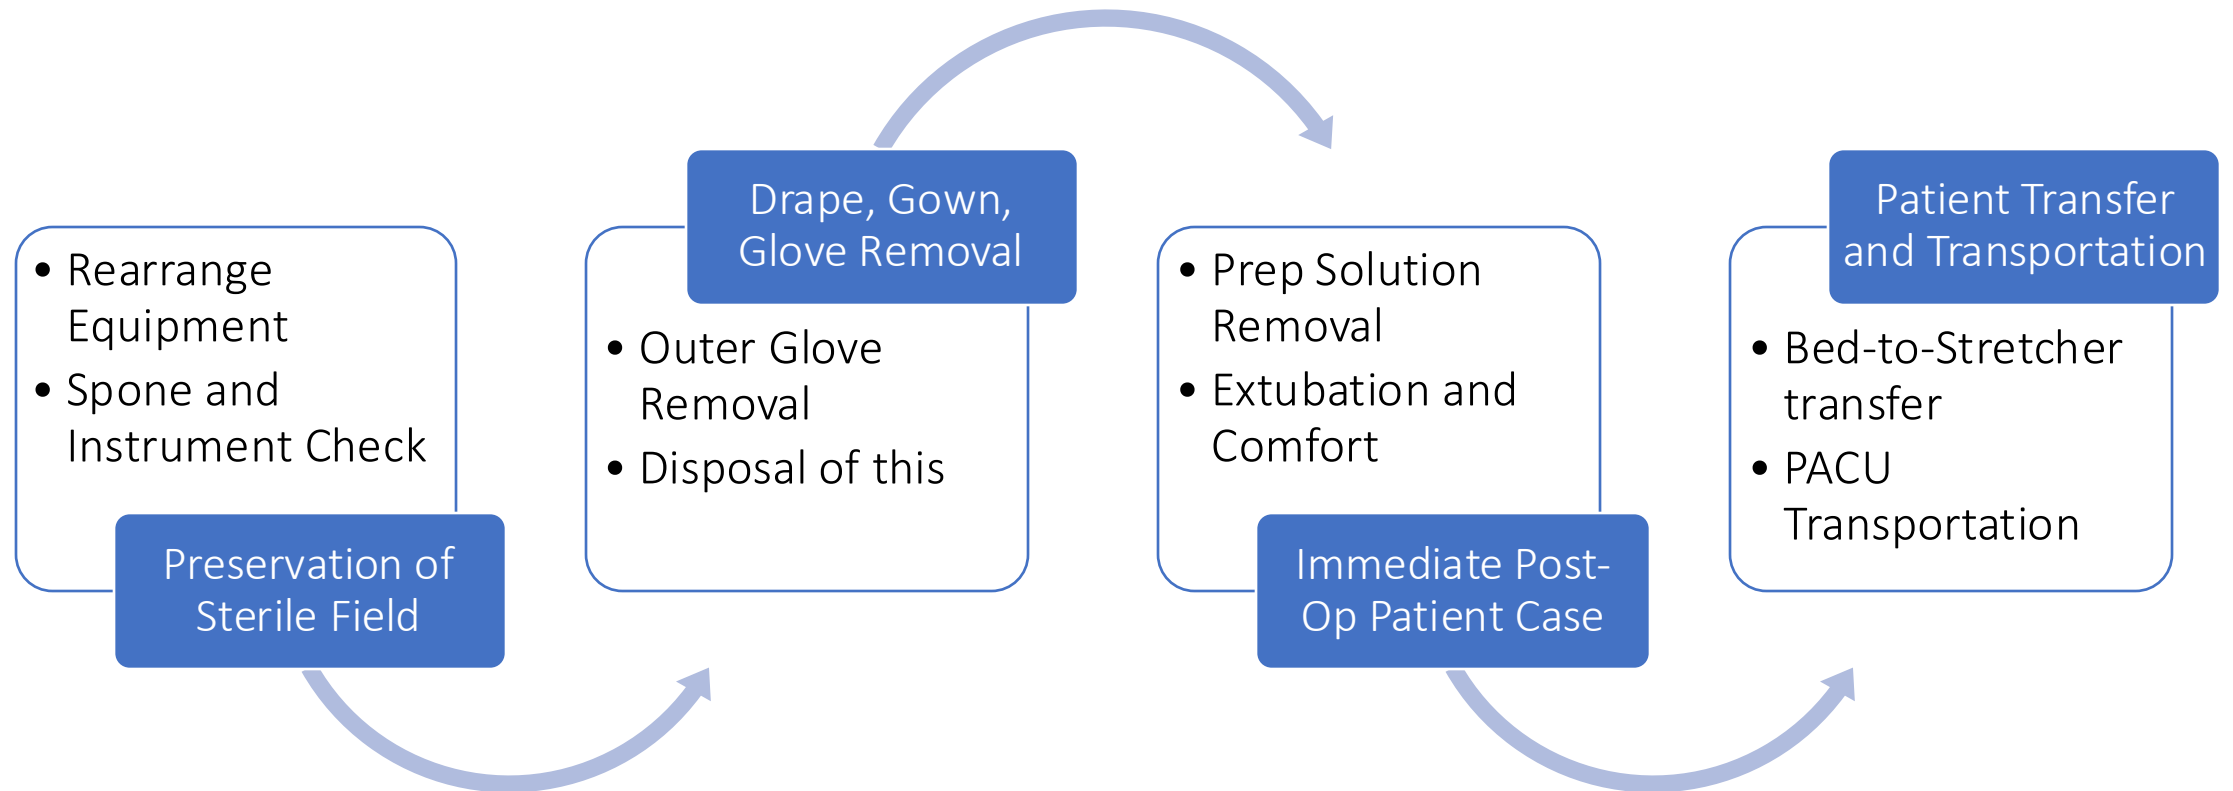 • Rearrange
Equipment
• Spone and
Instrument Check
Preservation of
Sterile Field
Drape, Gown,
Glove Removal
• Outer Glove
Removal
• Disposal of this
• Prep Solution
Removal
• Extubation and
Comfort
Immediate Post-
Op Patient Case
Patient Transfer
and Transportation
• Bed-to-Stretcher
transfer
• PACU
Transportation